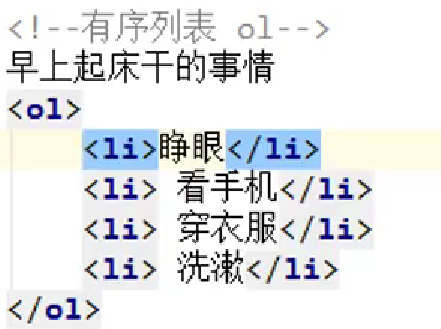 <!--有序列表 ol-->
早上起床干的事情
<ol>
<li>睁眼</li>
<li> 看手机</li>
<li> 穿衣服</li>
<li> 洗漱</li>
</ol>